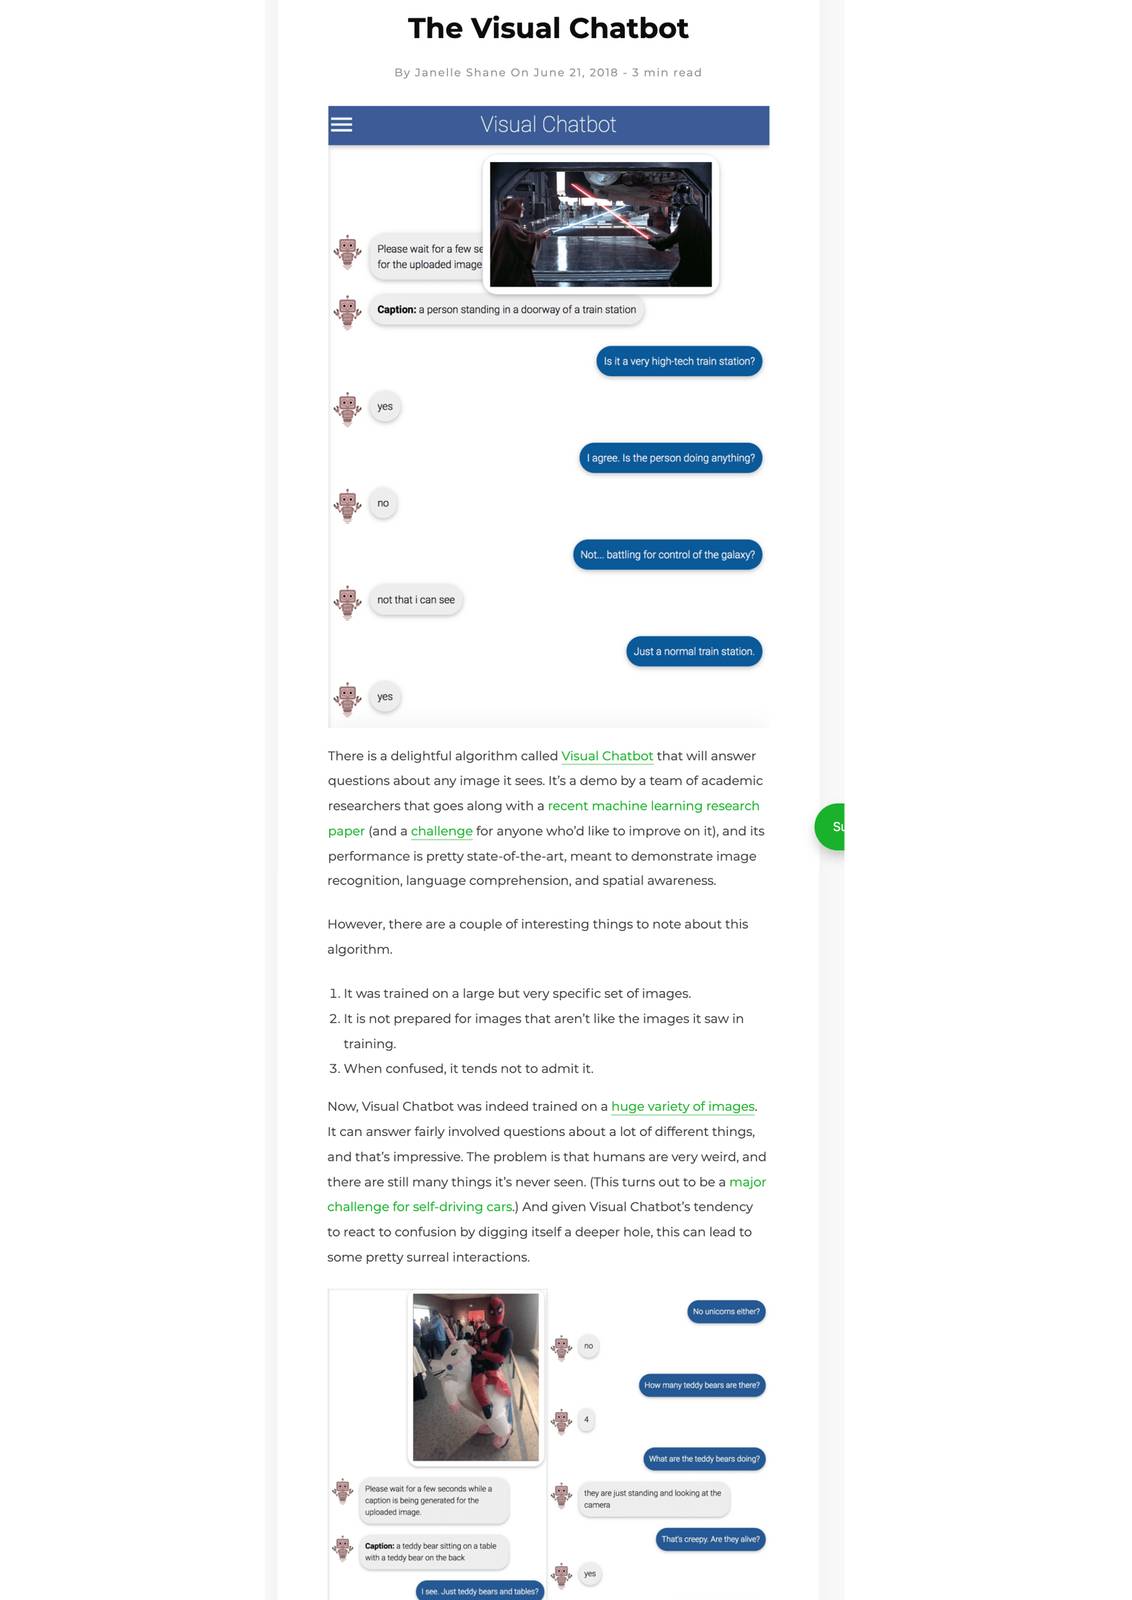 The Visual Chatbot
By Janelle Shane On June 21, 2018 - 3 min read
Visual Chatbot
Please wait for a few
for the uploaded image
Caption: a person standing in a doorway of a train station
Is it a very high-tech train station?
yes
I agree. Is the person doing anything?
no
Not... battling for control of the galaxy?
not that i can see
Just a normal train station.
yes
There is a delightful algorithm called Visual Chatbot that will answer
questions about any image it sees. It’s a demo by a team of academic
researchers that goes along with a recent machine learning research
paper (and a challenge for anyone who’d like to improve on it), and its
performance is pretty state-of-the-art, meant to demonstrate image
recognition, language comprehension, and spatial awareness.
However, there are a couple of interesting things to note about this
algorithm.
1. It was trained on a large but very specific set of images.
2. It is not prepared for images that aren’t like the images it saw in
training.
3. When confused, it tends not to admit it.
Now, Visual Chatbot was indeed trained on a huge variety of images.
It can answer fairly involved questions about a lot of different things,
and that’s impressive. The problem is that humans are very weird, and
there are still many things it’s never seen. (This turns out to be a major
challenge for self-driving cars.) And given Visual Chatbot’s tendency
to react to confusion by digging itself a deeper hole, this can lead to
some pretty surreal interactions.
Please wait for a few seconds while a
caption is being generated for the
uploaded image.
Caption: a teddy bear sitting on a table
with a teddy bear on the back
I see. Just teddy bears and tables?
No unicorns either?
no
How many teddy bears are there?
4
What are the teddy bears doing?
they are just standing and looking at the
camera
That's creepy. Are they alive?
yes